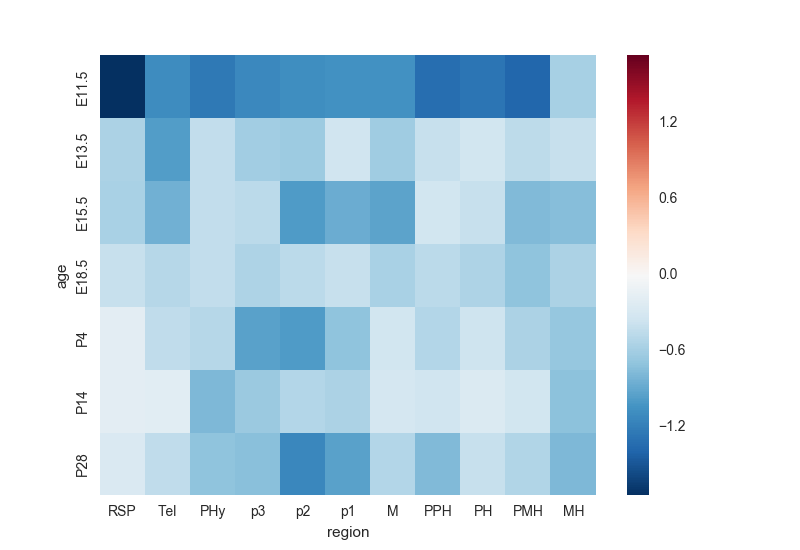 age
E11.5
E13.5
E15.5
E18.5
P4
P14
P28
RSP Tel PHy p3 p2 p1 M PPH PH PMH MH
region
1.2
0.6
0.0
−0.6
−1.2